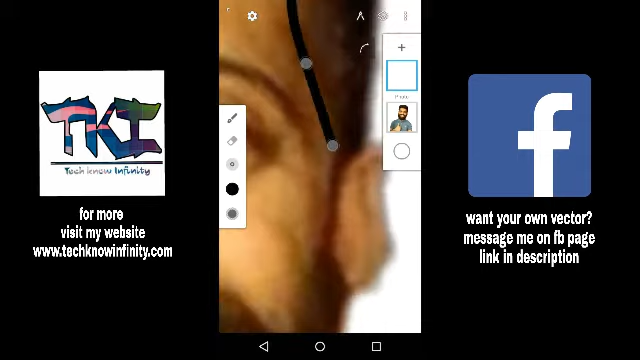 TKI
Tech know Infinity
for more
visit my website
www.techknowinfinity.com
Photo
f
want your own vector?
message me on fb page
link in description